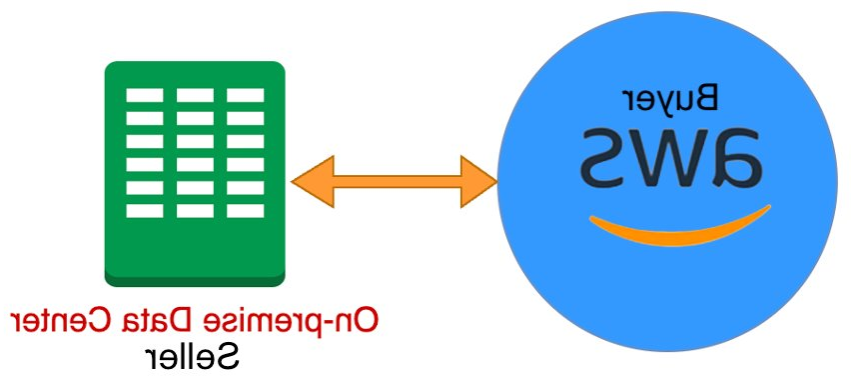 Buyer
aws
On-premise Data Center
Seller